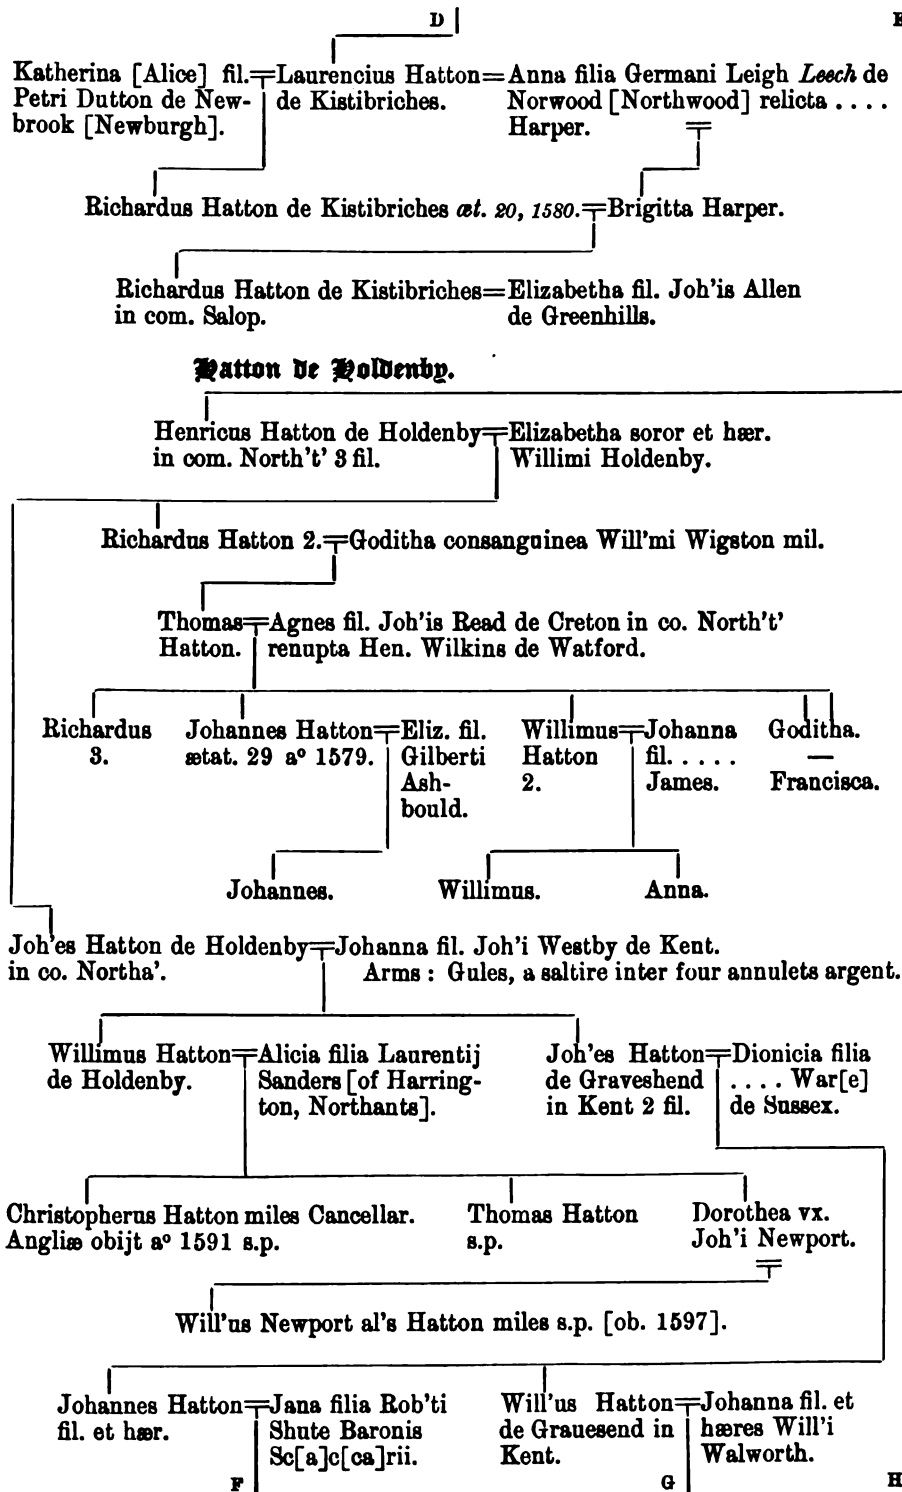 D E
Katherina [Alice] fil.=Laurencius Hatton=Anna filia Germani Leigh Leech de
Petri Dutton de New- de Kistibriches. Norwood [Northwood] relicta . . . .
brook [Newburgh]. Harper.
Richardus Hatton de Kistibriches æt. 20, 1580.=Brigitta Harper.
Richardus Hatton de Kistibriches=Elizabetha fil. Joh'is Allen
in com. Salop. de Greenhills.
Hatton de Holdenby.
Henricus Hatton de Holdenby=Elizabetha soror et hær.
in com. North't' 3 fil. Willimi Holdenby.
Richardus Hatton 2.=Goditha consanguinea Will'mi Wigston mil.
Thomas=Agnes fil. Joh'is Read de Creton in co. North't'
Hatton. renupta Hen. Wilkins de Watford.
Richardus Johannes Hatton=Eliz. fil. Willimus=Johanna Goditha.
3. ætat. 29 aº 1579. Gilberti Hatton fil. . . . . —
Ash- 2. James. Francisca.
bould.
Johannes. Willimus. Anna.
Joh'es Hatton de Holdenby=Johanna fil. Joh'i Westby de Kent.
in co. Northa'. Arms : Gules, a saltire inter four annulets argent.
Willimus Hatton=Alicia filia Laurentij Joh'es Hatton=Dionicia filia
de Holdenby. Sanders [of Harring- de Graveshend . . . . War[e]
ton, Northants]. in Kent 2 fil. de Sussex.
Christopherus Hatton miles Cancellar. Thomas Hatton Dorothea vx.
Angliæ obijt aº 1591 s.p. s.p. Joh'i Newport.
Will'us Newport al's Hatton miles s.p. [ob. 1597].
Johannes Hatton=Jana filia Rob'ti Will'us Hatton=Johanna fil. et
fil. et hær. Shute Baronis de Grauesend in hæres Will'i
Sc[a]c[ca]rii. Kent. Walworth.
F G H